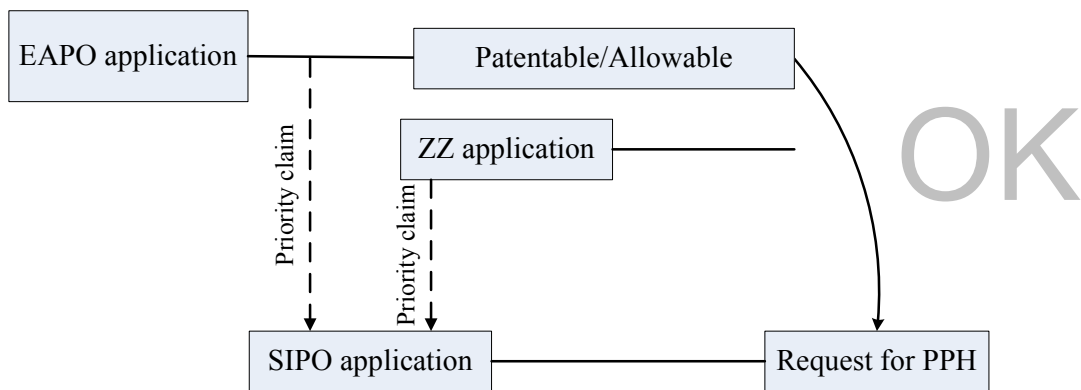 EAPO application
Patentable/Allowable
OK
ZZ application
Priority claim
Priority claim
SIPO application
Request for PPH